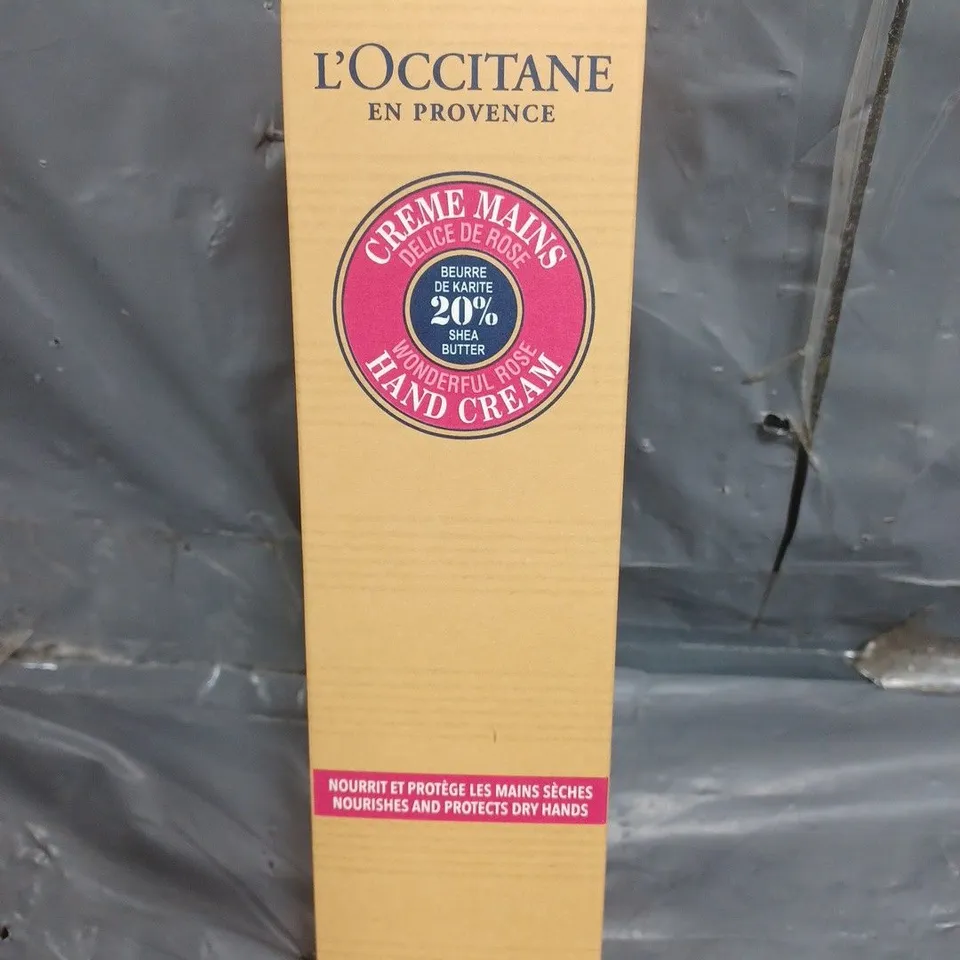 L'OCCITANE
EN PROVENCE
CREME MAINS
DELICE DE ROSE
BEURRE
DE KARITE
20%
SHEA
BUTTER
WONDERFUL ROSE
HAND CREAM
NOURRIT ET PROTÈGE LES MAINS SÈCHES
NOURISHES AND PROTECTS DRY HANDS